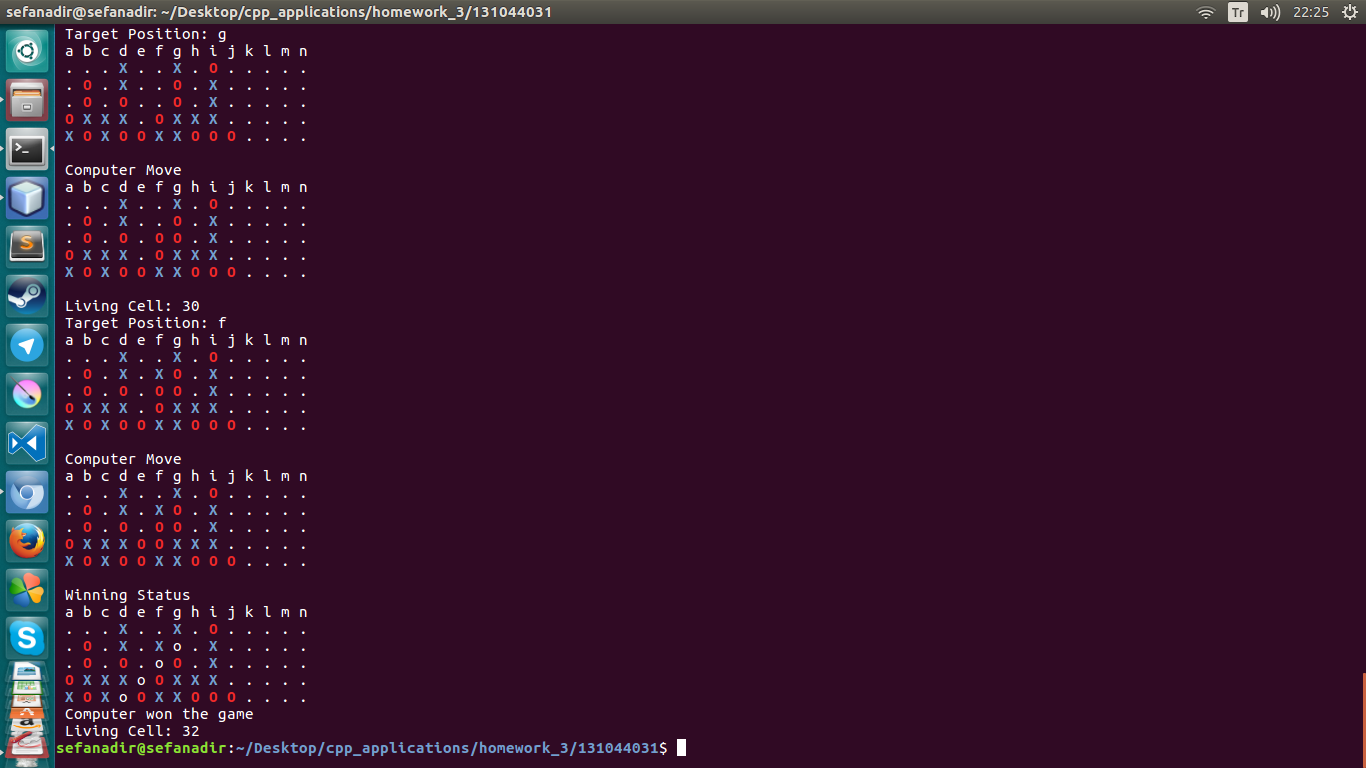 sefanadir@sefanadir: ~/Desktop/cpp_applications/homework_3/131044031
Tr
22:25
Target Position: g
a b c d e f g h i j k l m n
. . . X . . X . O . . . . .
. O . X . . O . X . . . . .
. O . O . . O . X . . . . .
O X X X . O X X X . . . . .
X O X O O X X O O O . . . .
Computer Move
a b c d e f g h i j k l m n
. . . X . . X . O . . . . .
. O . X . . O . X . . . . .
. O . O . O O . X . . . . .
O X X X . O X X X . . . . .
X O X O O X X O O O . . . .
Living Cell: 30
Target Position: f
a b c d e f g h i j k l m n
. . . X . . X . O . . . . .
. O . X . X O . X . . . . .
. O . O . O O . X . . . . .
O X X X . O X X X . . . . .
X O X O O X X O O O . . . .
Computer Move
a b c d e f g h i j k l m n
. . . X . . X . O . . . . .
. O . X . X O . X . . . . .
. O . O . O O . X . . . . .
O X X X O O X X X . . . . .
X O X O O X X O O O . . . .
Winning Status
a b c d e f g h i j k l m n
. . . X . . X . O . . . . .
. O . X . X o . X . . . . .
. O . O . o O . X . . . . .
O X X X o O X X X . . . . .
X O X o O X X O O O . . . .
Computer won the game
Living Cell: 32
sefanadir@sefanadir:~/Desktop/cpp_applications/homework_3/131044031$